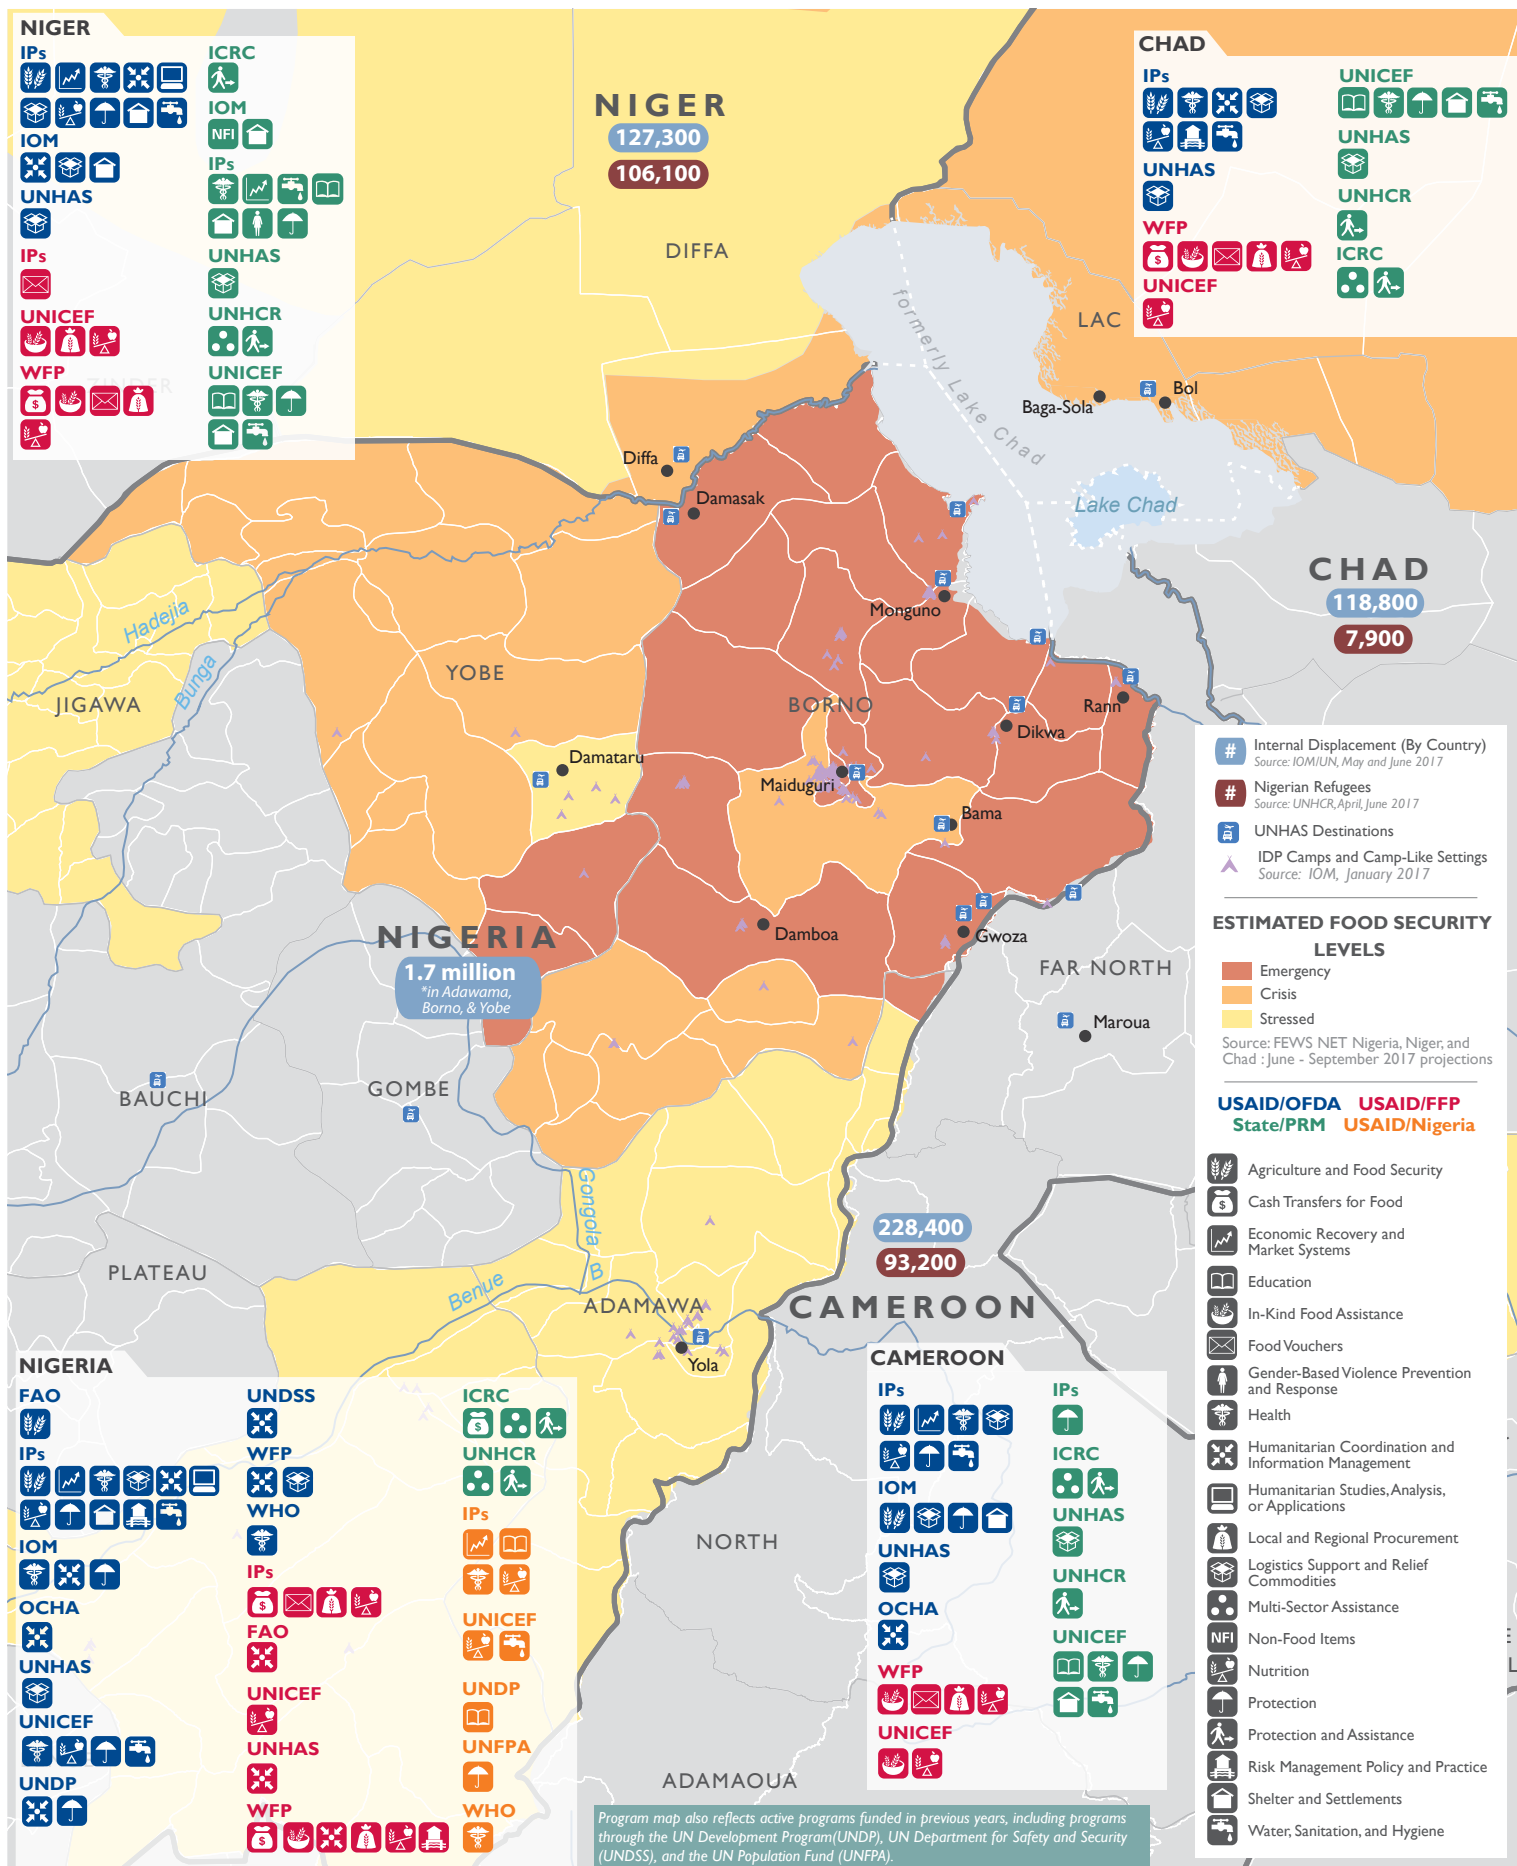 NIGER
IPs
IOM
UNHAS
IPs
UNICEF
WFP
ZINDER
ICRC
IOM
NFI
IPs
UNHAS
UNHCR
UNICEF
NIGER
127,300
106,100
DIFFA
CHAD
IPs
UNHAS
WFP
UNICEF
UNICEF
UNHAS
UNHCR
ICRC
formerly Lake Chad
LAC
Baga-Sola
Bol
Diffa
Damasak
Lake Chad
CHAD
118,800
7,900
Hadejia
Bunga
JIGAWA
YOBE
Monguno
BORNO
Rann
Dikwa
Damataru
Maiduguri
Bama
Damboa
Gwoza
NIGERIA
1.7 million
*in Adawama,
Borno, & Yobe
FAR NORTH
Maroua
BAUCHI
GOMBE
Gongola
B
PLATEAU
Benue
ADAMAWA
Yola
228,400
93,200
CAMEROON
NORTH
ADAMAOUA
# Internal Displacement (By Country)
Source: IOM/UN, May and June 2017
# Nigerian Refugees
Source: UNHCR, April, June 2017
UNHAS Destinations
IDP Camps and Camp-Like Settings
Source: IOM, January 2017
ESTIMATED FOOD SECURITY
LEVELS
Emergency
Crisis
Stressed
Source: FEWS NET Nigeria, Niger, and
Chad : June - September 2017 projections
USAID/OFDA USAID/FFP
State/PRM USAID/Nigeria
Agriculture and Food Security
Cash Transfers for Food
Economic Recovery and
Market Systems
Education
In-Kind Food Assistance
Food Vouchers
Gender-Based Violence Prevention
and Response
Health
Humanitarian Coordination and
Information Management
Humanitarian Studies, Analysis,
or Applications
Local and Regional Procurement
Logistics Support and Relief
Commodities
Multi-Sector Assistance
NFI Non-Food Items
Nutrition
Protection
Protection and Assistance
Risk Management Policy and Practice
Shelter and Settlements
Water, Sanitation, and Hygiene
NIGERIA
FAO
IPs
IOM
OCHA
UNHAS
UNICEF
UNDP
UNDSS
WFP
WHO
IPs
FAO
UNICEF
UNHAS
WFP
ICRC
UNHCR
IPs
UNICEF
UNDP
UNFPA
WHO
CAMEROON
IPs
IOM
UNHAS
OCHA
WFP
UNICEF
IPs
ICRC
UNHAS
UNHCR
UNICEF
Program map also reflects active programs funded in previous years, including programs
through the UN Development Program(UNDP), UN Department for Safety and Security
(UNDSS), and the UN Population Fund (UNFPA).